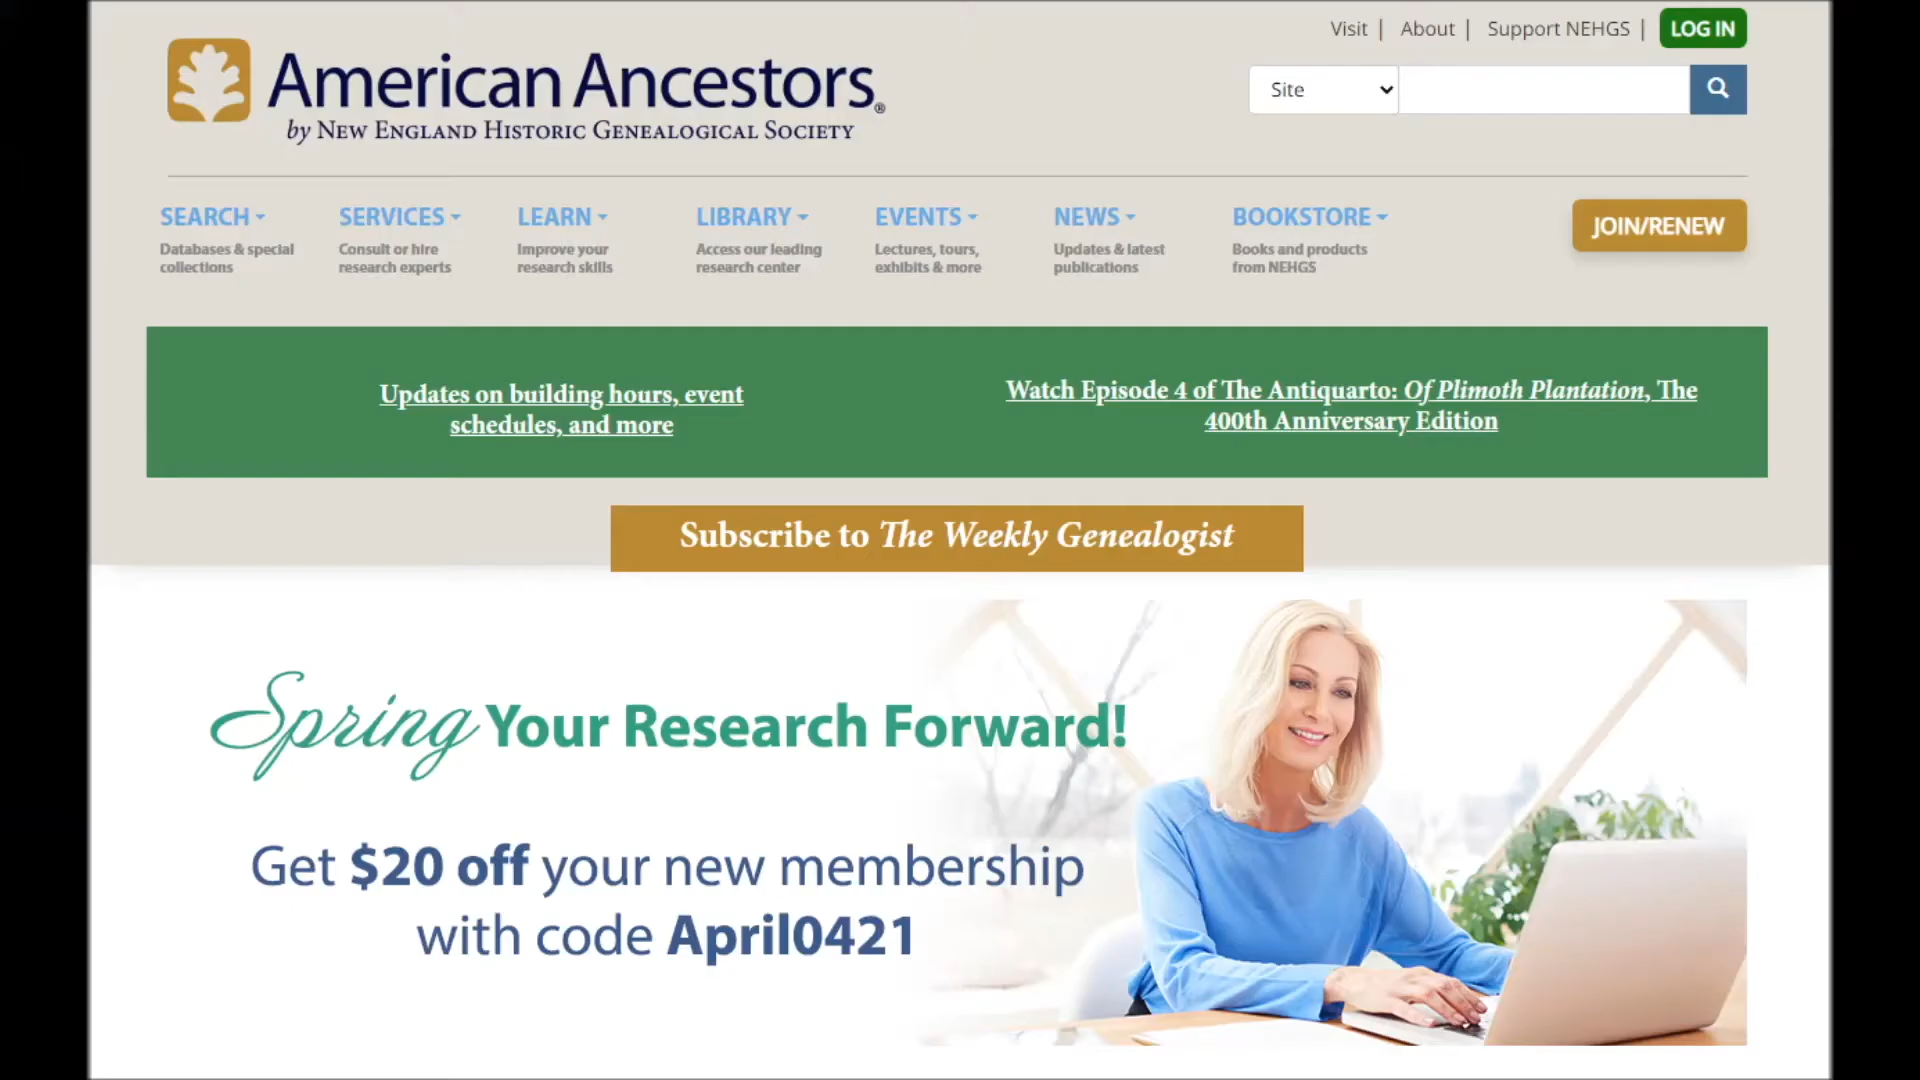 Visit | About | Support NEHGS | LOG IN
American Ancestors®
by New England Historic Genealogical Society
Site
SEARCH
Databases & special
collections
SERVICES
Consult or hire
research experts
LEARN
Improve your
research skills
LIBRARY
Access our leading
research center
EVENTS
Lectures, tours,
exhibits & more
NEWS
Updates & latest
publications
BOOKSTORE
Books and products
from NEHGS
JOIN/RENEW
Updates on building hours, event
schedules, and more
Watch Episode 4 of The Antiquarto: Of Plimoth Plantation, The
400th Anniversary Edition
Subscribe to The Weekly Genealogist
Spring Your Research Forward!
Get $20 off your new membership
with code April0421